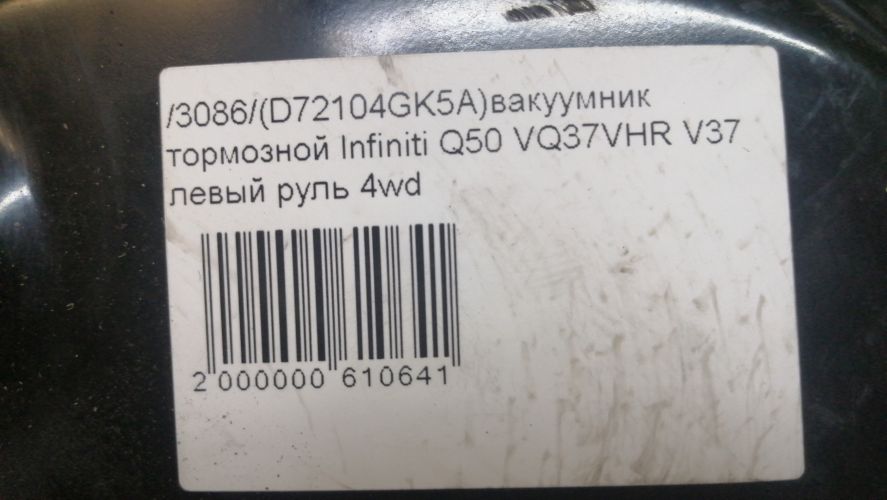 /3086/(D72104GK5A)вакуумник
тормозной Infiniti Q50 VQ37VHR V37
левый руль 4wd
2 000000 610641